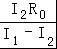 I₂R₀
I₁ − I₂